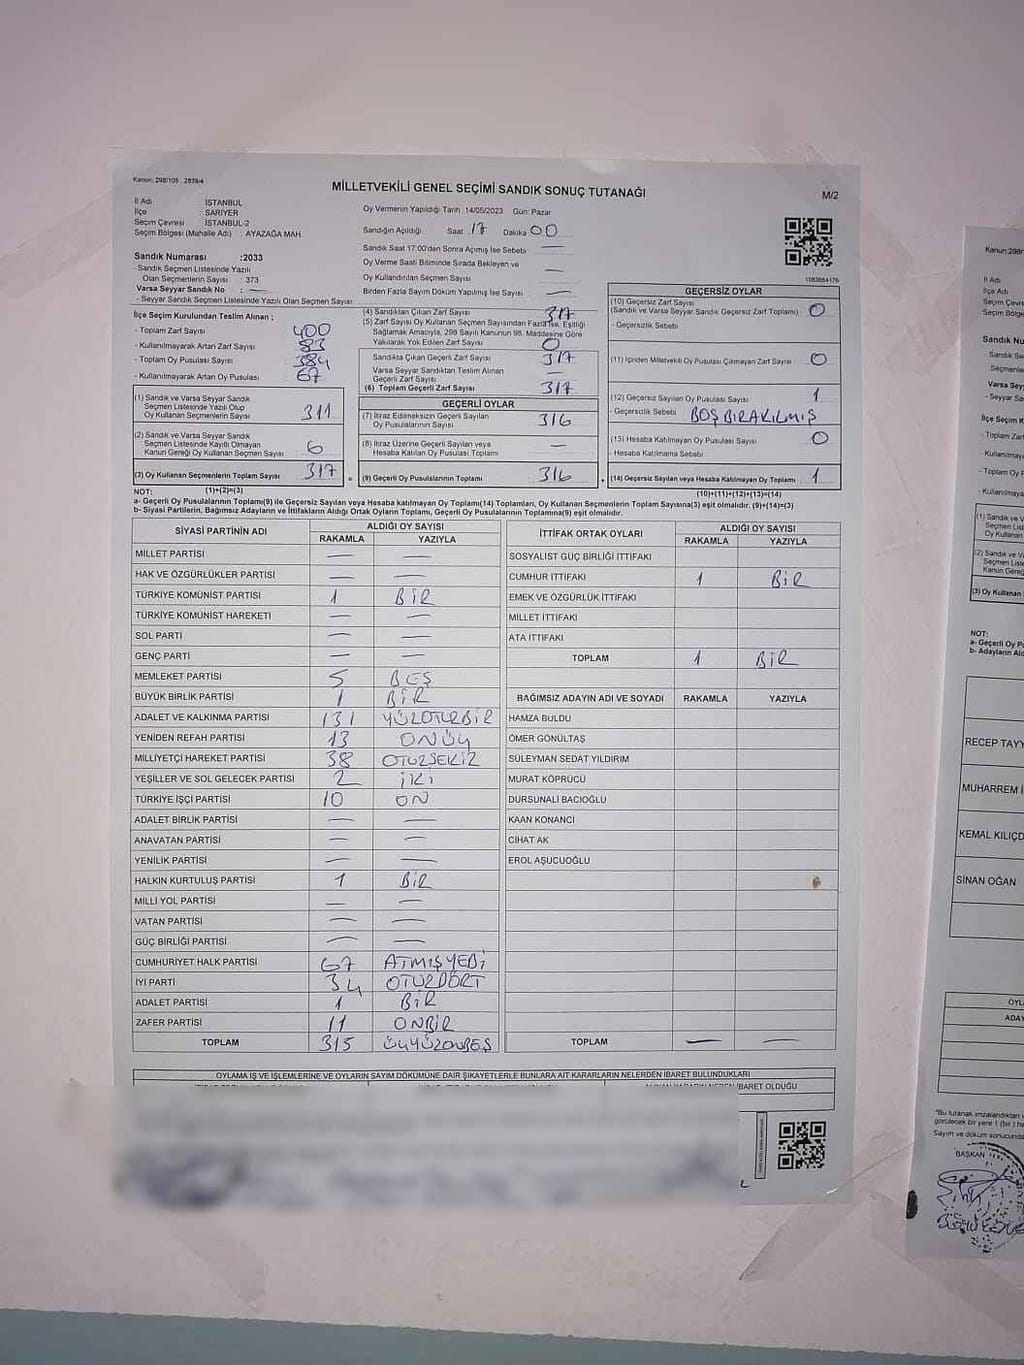 Kanun: 298/105 : 2839/4
MİLLETVEKİLİ GENEL SEÇİMİ SANDIK SONUÇ TUTANAĞI
M/2
İl Adı : İSTANBUL
İlçe : SARIYER
Seçim Çevresi : İSTANBUL-2
Seçim Bölgesi (Mahalle Adı) : AYAZAĞA MAH.
Oy Vermenin Yapıldığı Tarih :14/05/2023 Gün: Pazar
Sandığın Açıldığı Saat 17 Dakika 00
Sandık Saat 17:00'den Sonra Açımış İse Sebebi —
Oy Verme Saati Bitiminde Sırada Bekleyen ve
Oy Kullandırılan Seçmen Sayısı —
Birden Fazla Sayım Döküm Yapılmış İse Sayısı —
Sandık Numarası :2033
- Sandık Seçmen Listesinde Yazılı
Olan Seçmenlerin Sayısı : 373
Varsa Seyyar Sandık No : —
- Seyyar Sandık Seçmen Listesinde Yazılı Olan Seçmen Sayısı
İlçe Seçim Kurulundan Teslim Alınan ;
- Toplam Zarf Sayısı : 400
- Kullanılmayarak Artan Zarf Sayısı : 83
- Toplam Oy Pusulası Sayısı : 384
- Kullanılmayarak Artan Oy Pusulası : 67
(1) Sandık ve Varsa Seyyar Sandık
Seçmen Listesinde Yazılı Olup
Oy Kullanan Seçmenlerin Sayısı 311
(2) Sandık ve Varsa Seyyar Sandık
Seçmen Listesinde Kayıtlı Olmayan
Kanun Gereği Oy Kullanan Seçmen Sayısı 6
(3) Oy Kullanan Seçmenlerin Toplam Sayısı 317
(1)+(2)=(3)
(4) Sandıktan Çıkan Zarf Sayısı 317
(5) Zarf Sayısı Oy Kullanan Seçmen Sayısından Fazla İse, Eşitliği
Sağlamak Amacıyla, 298 Sayılı Kanunun 98. Maddesine Göre
Yakılarak Yok Edilen Zarf Sayısı 0
Sandıkta Çıkan Geçerli Zarf Sayısı 317
Varsa Seyyar Sandıktan Teslim Alınan
Geçerli Zarf Sayısı —
(6) Toplam Geçerli Zarf Sayısı 317
GEÇERLİ OYLAR
(7) İtiraz Edilmeksizin Geçerli Sayılan
Oy Pusulalarının Sayısı 316
(8) İtiraz Üzerine Geçerli Sayılan veya
Hesaba Katılan Oy Pusulası Toplamı —
(9) Geçerli Oy Pusulalarının Toplamı 316
GEÇERSİZ OYLAR
(10) Geçersiz Zarf Sayısı
(Sandık ve Varsa Seyyar Sandık Geçersiz Zarf Toplamı) 0
- Geçersizlik Sebebi
(11) İçinden Milletvekili Oy Pusulası Çıkmayan Zarf Sayısı 0
(12) Geçersiz Sayılan Oy Pusulası Sayısı 1
- Geçersizlik Sebebi BOŞ BIRAKILMIŞ
(13) Hesaba Katılmayan Oy Pusulası Sayısı 0
- Hesaba Katılmama Sebebi
(14) Geçersiz Sayılan veya Hesaba Katılmayan Oy Toplamı 1
(10)+(11)+(12)+(13)=(14)
NOT:
a- Geçerli Oy Pusulalarının Toplamı(9) ile Geçersiz Sayılan veya Hesaba katılmayan Oy Toplamı(14) Toplamları, Oy Kullanan Seçmenlerin Toplam Sayısına(3) eşit olmalıdır. (9)+(14)=(3)
b- Siyasi Partilerin, Bağımsız Adayların ve İttifakların Aldığı Ortak Oyların Toplamı, Geçerli Oy Pusulalarının Toplamına(9) eşit olmalıdır.
SİYASİ PARTİNİN ADI ALDIĞI OY SAYISI
RAKAMLA YAZIYLA
MİLLET PARTİSİ — —
HAK VE ÖZGÜRLÜKLER PARTİSİ — —
TÜRKİYE KOMÜNİST PARTİSİ 1 BİR
TÜRKİYE KOMÜNİST HAREKETİ — —
SOL PARTİ — —
GENÇ PARTİ — —
MEMLEKET PARTİSİ 5 BEŞ
BÜYÜK BİRLİK PARTİSİ 1 BİR
ADALET VE KALKINMA PARTİSİ 131 YÜZOTUZBİR
YENİDEN REFAH PARTİSİ 13 ONÜÇ
MİLLİYETÇİ HAREKET PARTİSİ 38 OTUZSEKİZ
YEŞİLLER VE SOL GELECEK PARTİSİ 2 İKİ
TÜRKİYE İŞÇİ PARTİSİ 10 ON
ADALET BİRLİK PARTİSİ — —
ANAVATAN PARTİSİ — —
YENİLİK PARTİSİ — —
HALKIN KURTULUŞ PARTİSİ 1 BİR
MİLLİ YOL PARTİSİ — —
VATAN PARTİSİ — —
GÜÇ BİRLİĞİ PARTİSİ — —
CUMHURİYET HALK PARTİSİ 67 ATMIŞYEDİ
İYİ PARTİ 34 OTUZDÖRT
ADALET PARTİSİ 1 BİR
ZAFER PARTİSİ 11 ONBİR
TOPLAM 315 ÜÇYÜZONBEŞ
İTTİFAK ORTAK OYLARI ALDIĞI OY SAYISI
RAKAMLA YAZIYLA
SOSYALİST GÜÇ BİRLİĞİ İTTİFAKI
CUMHUR İTTİFAKI 1 BİR
EMEK VE ÖZGÜRLÜK İTTİFAKI
MİLLET İTTİFAKI
ATA İTTİFAKI
TOPLAM 1 BİR
BAĞIMSIZ ADAYIN ADI VE SOYADI RAKAMLA YAZIYLA
HAMZA BULDU
ÖMER GÖNÜLTAŞ
SÜLEYMAN SEDAT YILDIRIM
MURAT KÖPRÜCÜ
DURSUNALİ BACIOĞLU
KAAN KONANCI
CİHAT AK
EROL AŞUCUOĞLU
TOPLAM — —
OYLAMA İŞ VE İŞLEMLERİNE VE OYLARIN SAYIM DÖKÜMÜNE DAİR ŞİKAYETLERLE BUNLARA AİT KARARLARIN NELERDEN İBARET BULUNDUKLARI
İBARET OLDUĞU
Kanun:298/
İl Adı
İlçe Adı
Seçim Çevre
Seçim Bölge
Sandık Nu
- Sandık Se
Seçmenle
Varsa Sey
- Seyyar S
İlçe Seçim K
- Toplam Zarf
- Kullanılmaya
- Toplam Oy P
- Kullanılmaya
(1) Sandık ve Va
Seçmen List
Oy Kullanan
(2) Sandık ve Va
Seçmen Liste
Kanun Gereğ
(3) Oy Kullanan
NOT:
a- Geçerli Oy P
b- Adayların Al
RECEP TAYY
MUHARREM İ
KEMAL KILIÇD
SİNAN OĞAN
OYL
ADAY
"Bu tutanak imzalandıktan
görülecek bir yere 1 (bir) ha
Sayım ve döküm sonucunda
BAŞKAN